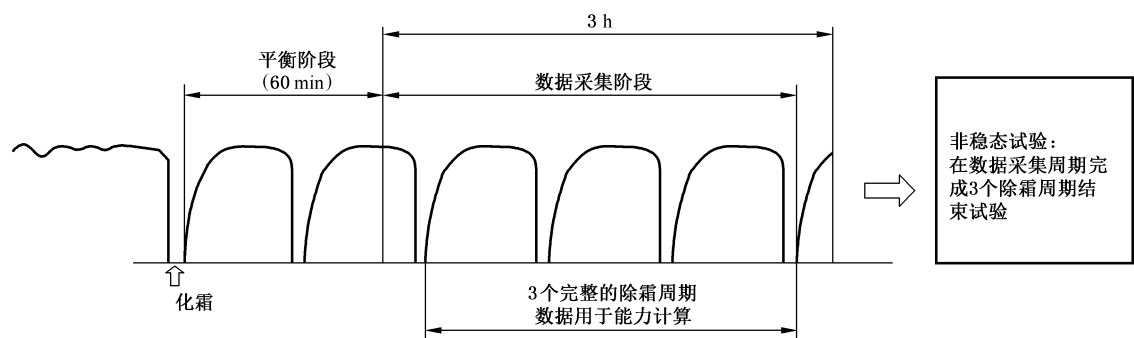 3 h
平衡阶段
(60 min)
数据采集阶段
非稳态试验:
在数据采集周期完
成3个除霜周期结
束试验
化霜
3个完整的除霜周期
数据用于能力计算